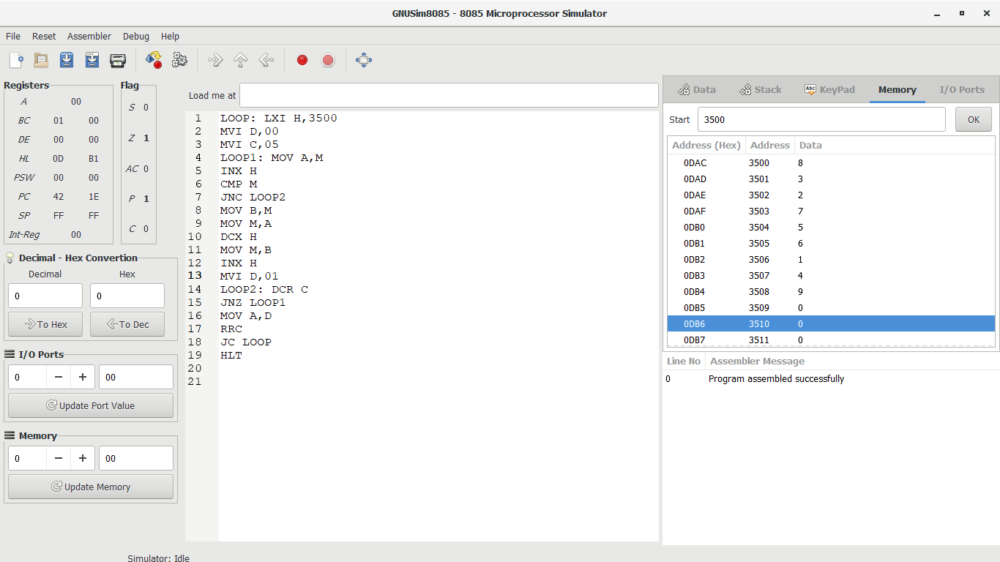 GNUSim8085 - 8085 Microprocessor Simulator
File Reset Assembler Debug Help
Registers
A 00
BC 01 00
DE 00 00
HL 0D B1
PSW 00 00
PC 42 1E
SP FF FF
Int-Reg 00
Flag
S 0
Z 1
AC 0
P 1
C 0
Decimal - Hex Convertion
Decimal Hex
0 0
To Hex To Dec
I/O Ports
0 − + 00
Update Port Value
Memory
0 − + 00
Update Memory
Load me at
1 LOOP: LXI H,3500
2 MVI D,00
3 MVI C,05
4 LOOP1: MOV A,M
5 INX H
6 CMP M
7 JNC LOOP2
8 MOV B,M
9 MOV M,A
10 DCX H
11 MOV M,B
12 INX H
13 MVI D,01
14 LOOP2: DCR C
15 JNZ LOOP1
16 MOV A,D
17 RRC
18 JC LOOP
19 HLT
20
21
Data Stack Abc KeyPad Memory I/O Ports
Start 3500 OK
Address (Hex) Address Data
0DAC 3500 8
0DAD 3501 3
0DAE 3502 2
0DAF 3503 7
0DB0 3504 5
0DB1 3505 6
0DB2 3506 1
0DB3 3507 4
0DB4 3508 9
0DB5 3509 0
0DB6 3510 0
0DB7 3511 0
Line No Assembler Message
0 Program assembled successfully
Simulator: Idle